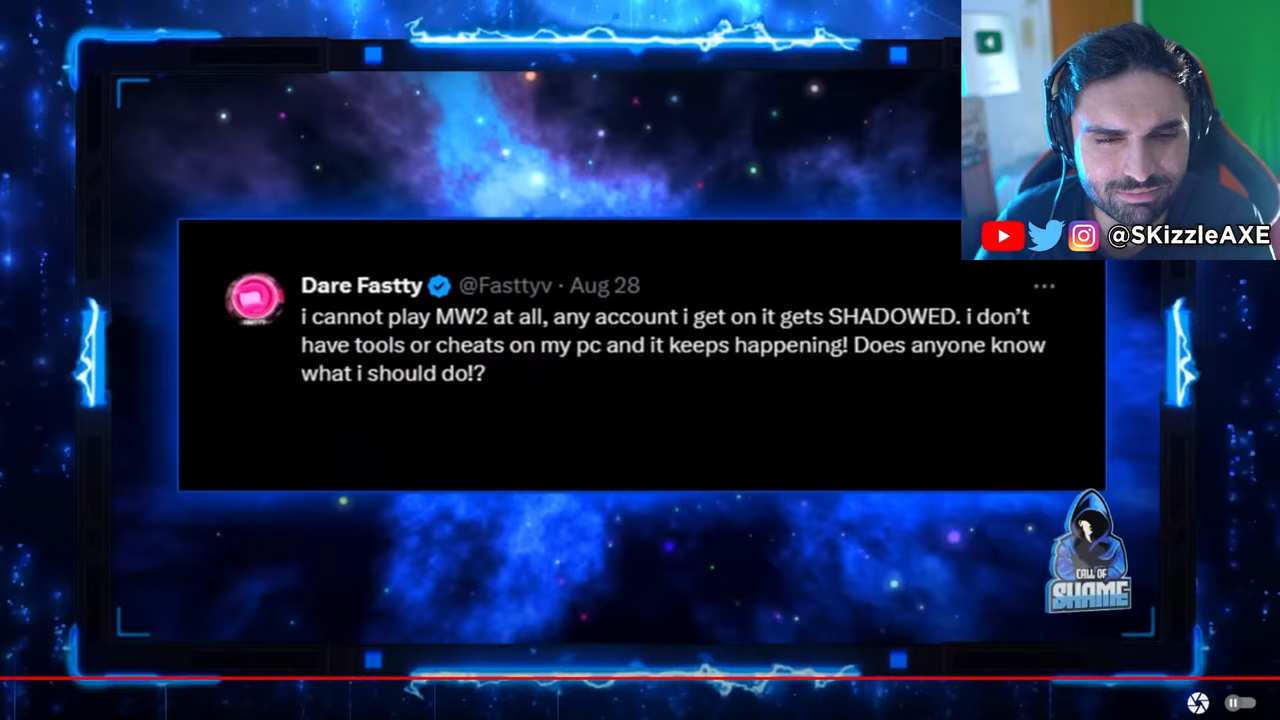 @SKizzleAXE
Dare Fastty @Fasttyv · Aug 28
i cannot play MW2 at all, any account i get on it gets SHADOWED. i don't
have tools or cheats on my pc and it keeps happening! Does anyone know
what i should do!?
CALL OF
SHAME